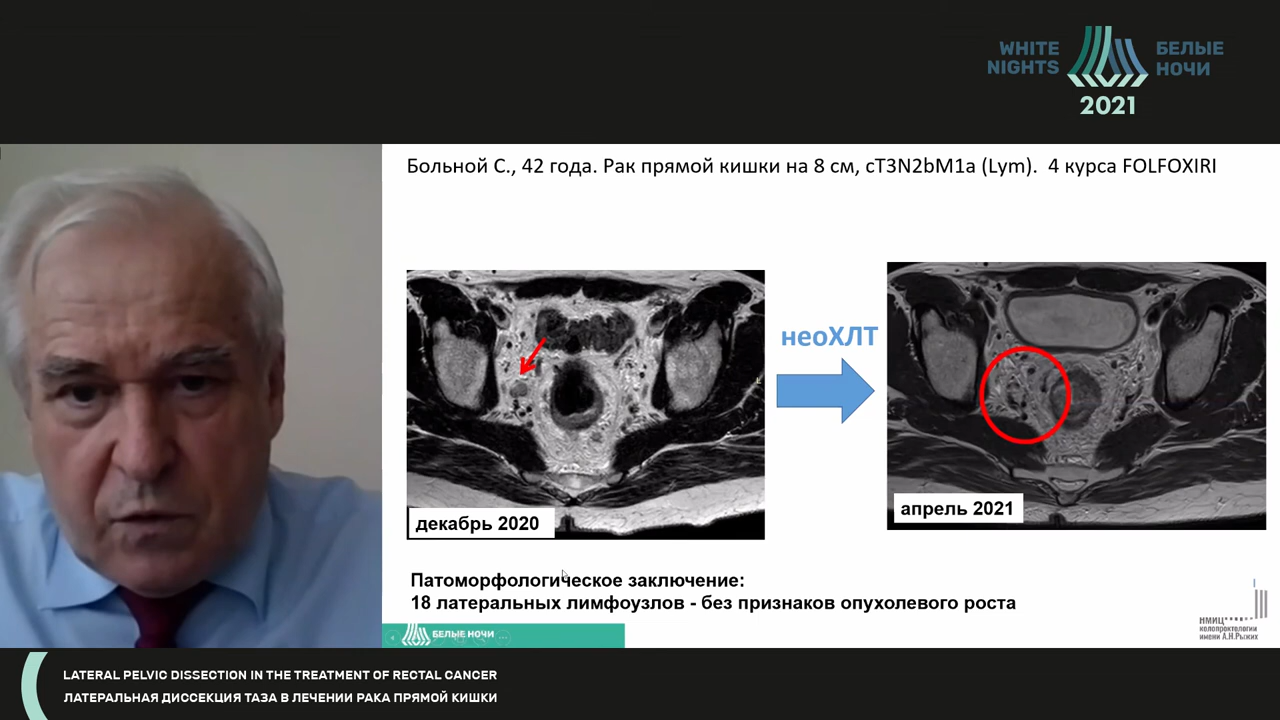 WHITE
NIGHTS
БЕЛЫЕ
НОЧИ
2021
Больной С., 42 года. Рак прямой кишки на 8 см, cT3N2bM1a (Lym). 4 курса FOLFOXIRI
неоХЛТ
L
декабрь 2020
апрель 2021
Патоморфологическое заключение:
18 латеральных лимфоузлов - без признаков опухолевого роста
БЕЛЫЕ НОЧИ
НМИЦ
колопроктологии
имени А.Н.Рыжих
LATERAL PELVIC DISSECTION IN THE TREATMENT OF RECTAL CANCER
ЛАТЕРАЛЬНАЯ ДИССЕКЦИЯ ТАЗА В ЛЕЧЕНИИ РАКА ПРЯМОЙ КИШКИ